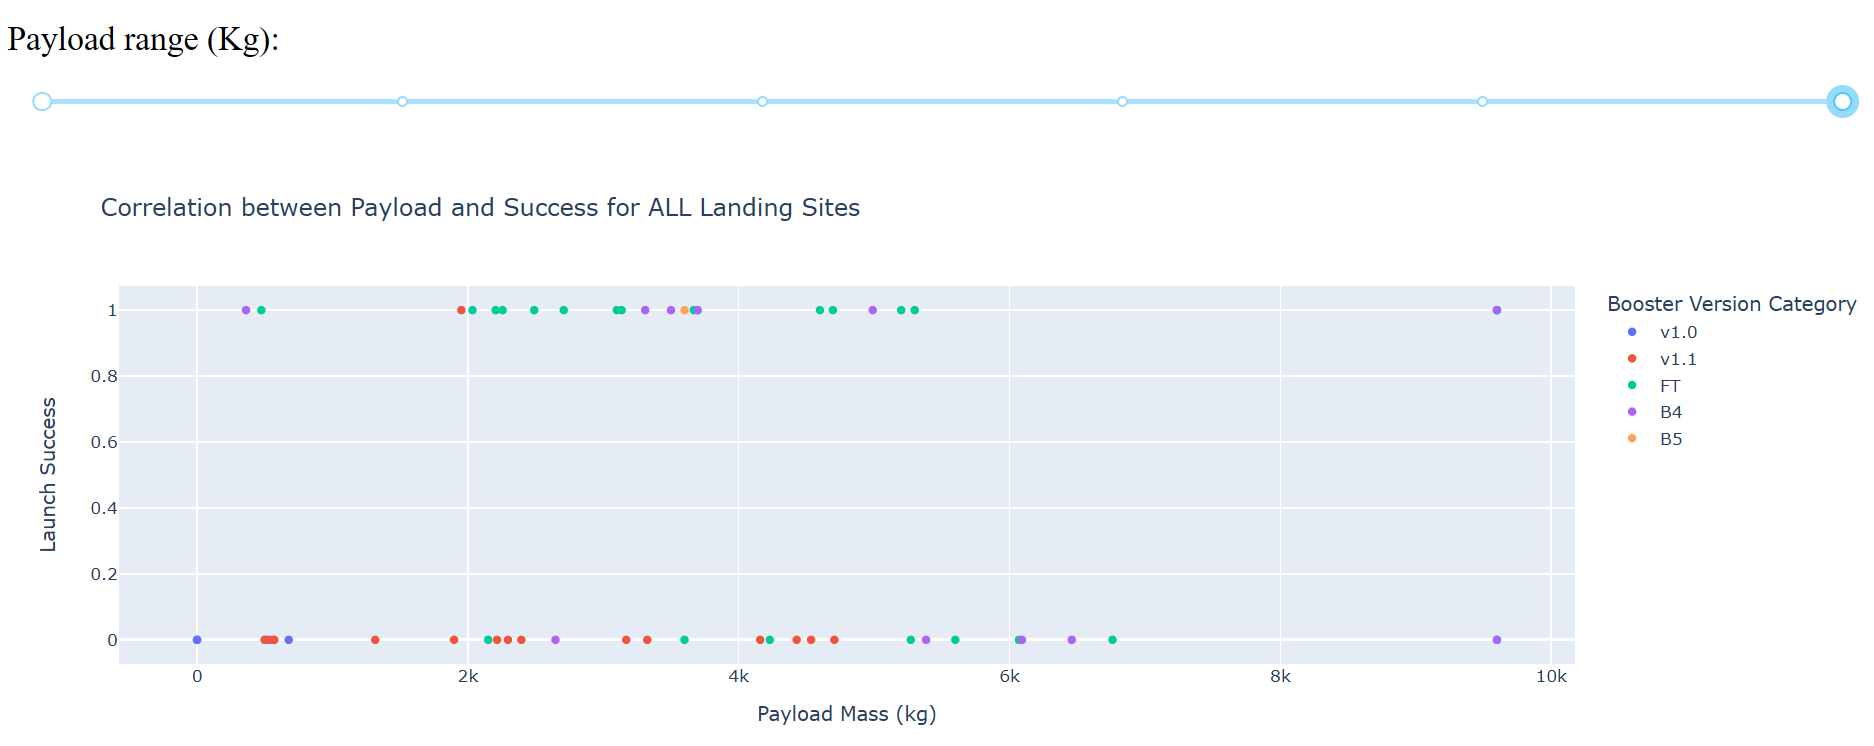 Payload range (Kg):
Correlation between Payload and Success for ALL Landing Sites
Booster Version Category
v1.0
v1.1
FT
B4
B5
Launch Success
1
0.8
0.6
0.4
0.2
0
0 2k 4k 6k 8k 10k
Payload Mass (kg)